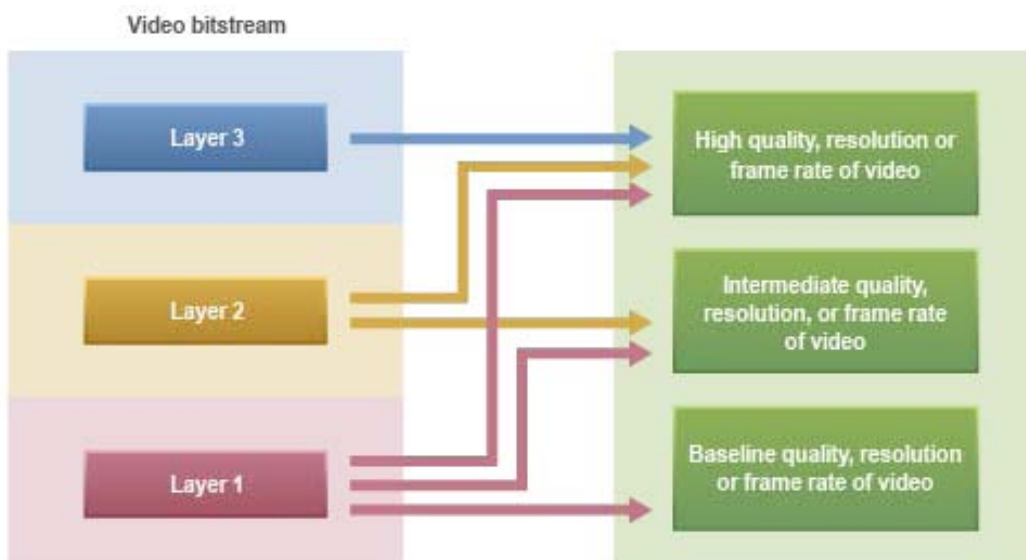 Video bitstream
Layer 3
High quality, resolution or
frame rate of video
Layer 2
Intermediate quality,
resolution, or frame rate
of video
Layer 1
Baseline quality, resolution
or frame rate of video